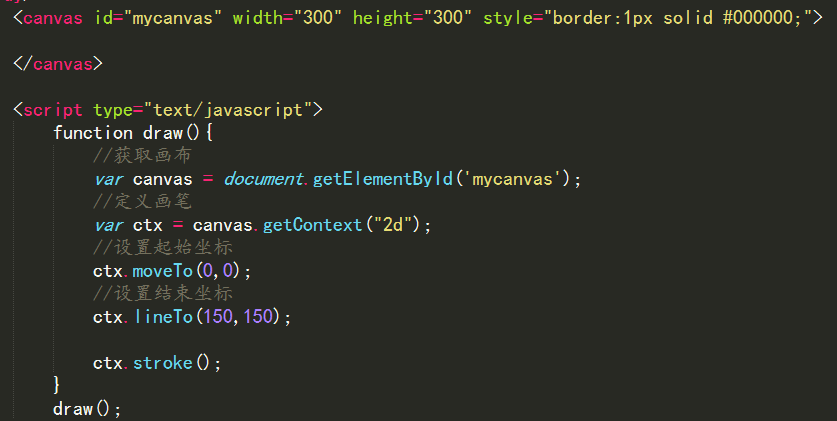 <canvas id="mycanvas" width="300" height="300" style="border:1px solid #000000;">
</canvas>
<script type="text/javascript">
function draw(){
//获取画布
var canvas = document.getElementById('mycanvas');
//定义画笔
var ctx = canvas.getContext("2d");
//设置起始坐标
ctx.moveTo(0,0);
//设置结束坐标
ctx.lineTo(150,150);
ctx.stroke();
}
draw();